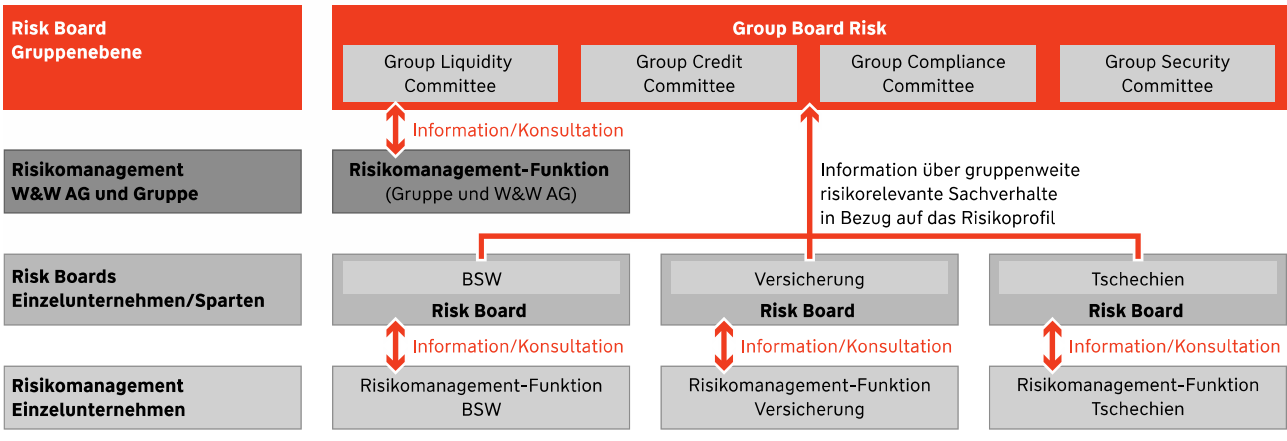 Risk Board
Gruppenebene
Group Board Risk
Group Liquidity
Committee
Group Credit
Committee
Group Compliance
Committee
Group Security
Committee
Information/Konsultation
Risikomanagement
W&W AG und Gruppe
Risikomanagement-Funktion
(Gruppe und W&W AG)
Information über gruppenweite
risikorelevante Sachverhalte
in Bezug auf das Risikoprofil
Risk Boards
Einzelunternehmen/Sparten
BSW
Risk Board
Versicherung
Risk Board
Tschechien
Risk Board
Information/Konsultation
Information/Konsultation
Information/Konsultation
Risikomanagement
Einzelunternehmen
Risikomanagement-Funktion
BSW
Risikomanagement-Funktion
Versicherung
Risikomanagement-Funktion
Tschechien